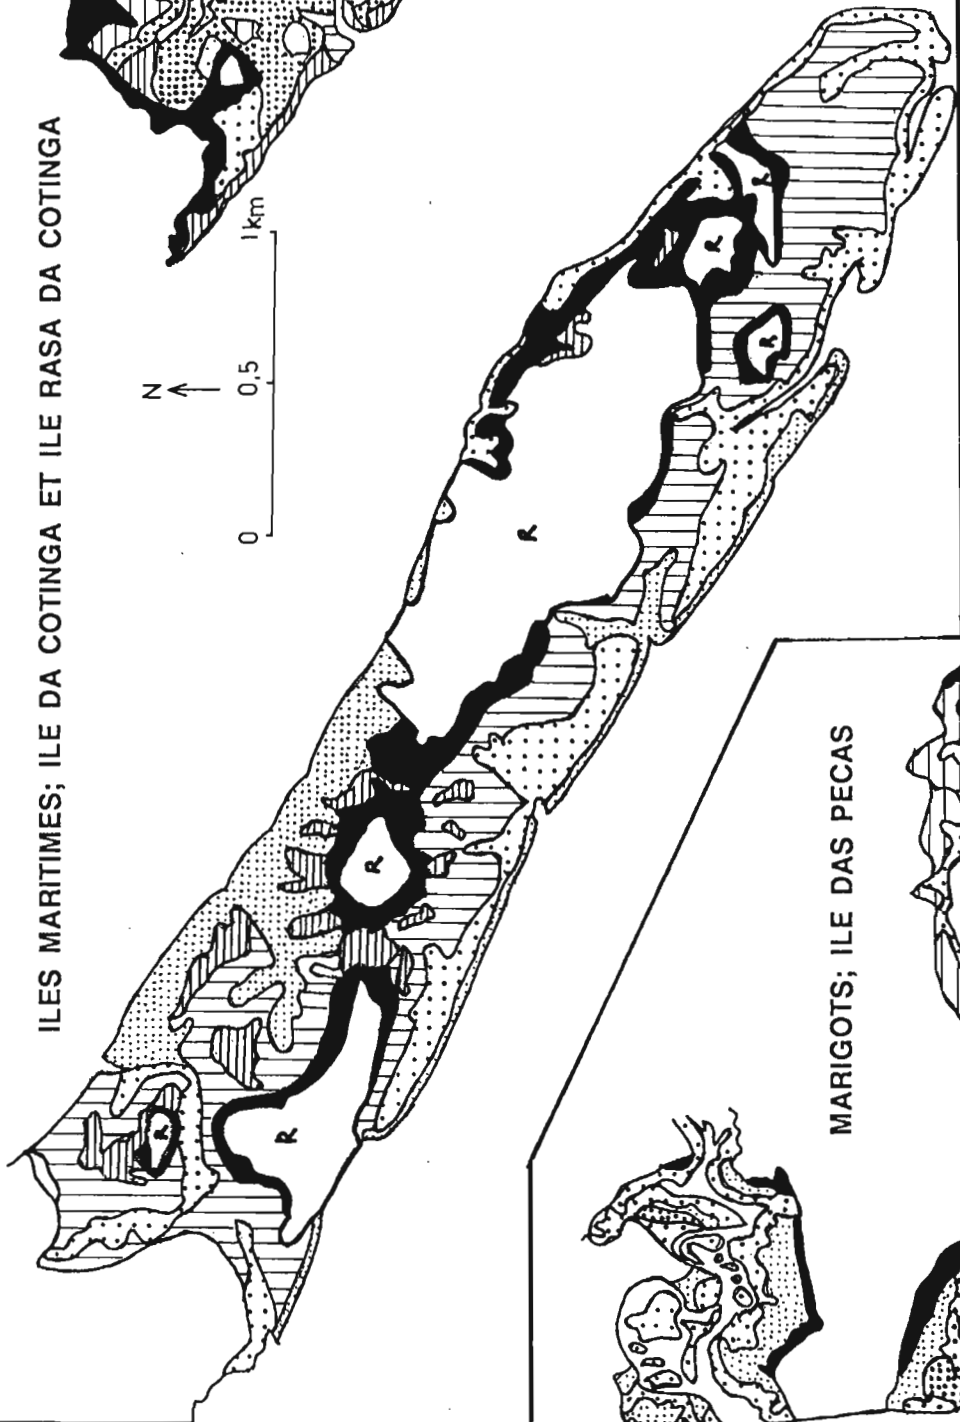 ILES MARITIMES; ILE DA COTINGA ET ILE RASA DA COTINGA
N
0
0,5
1km
R
R
R
R
R
R
MARIGOTS; ILE DAS PECAS